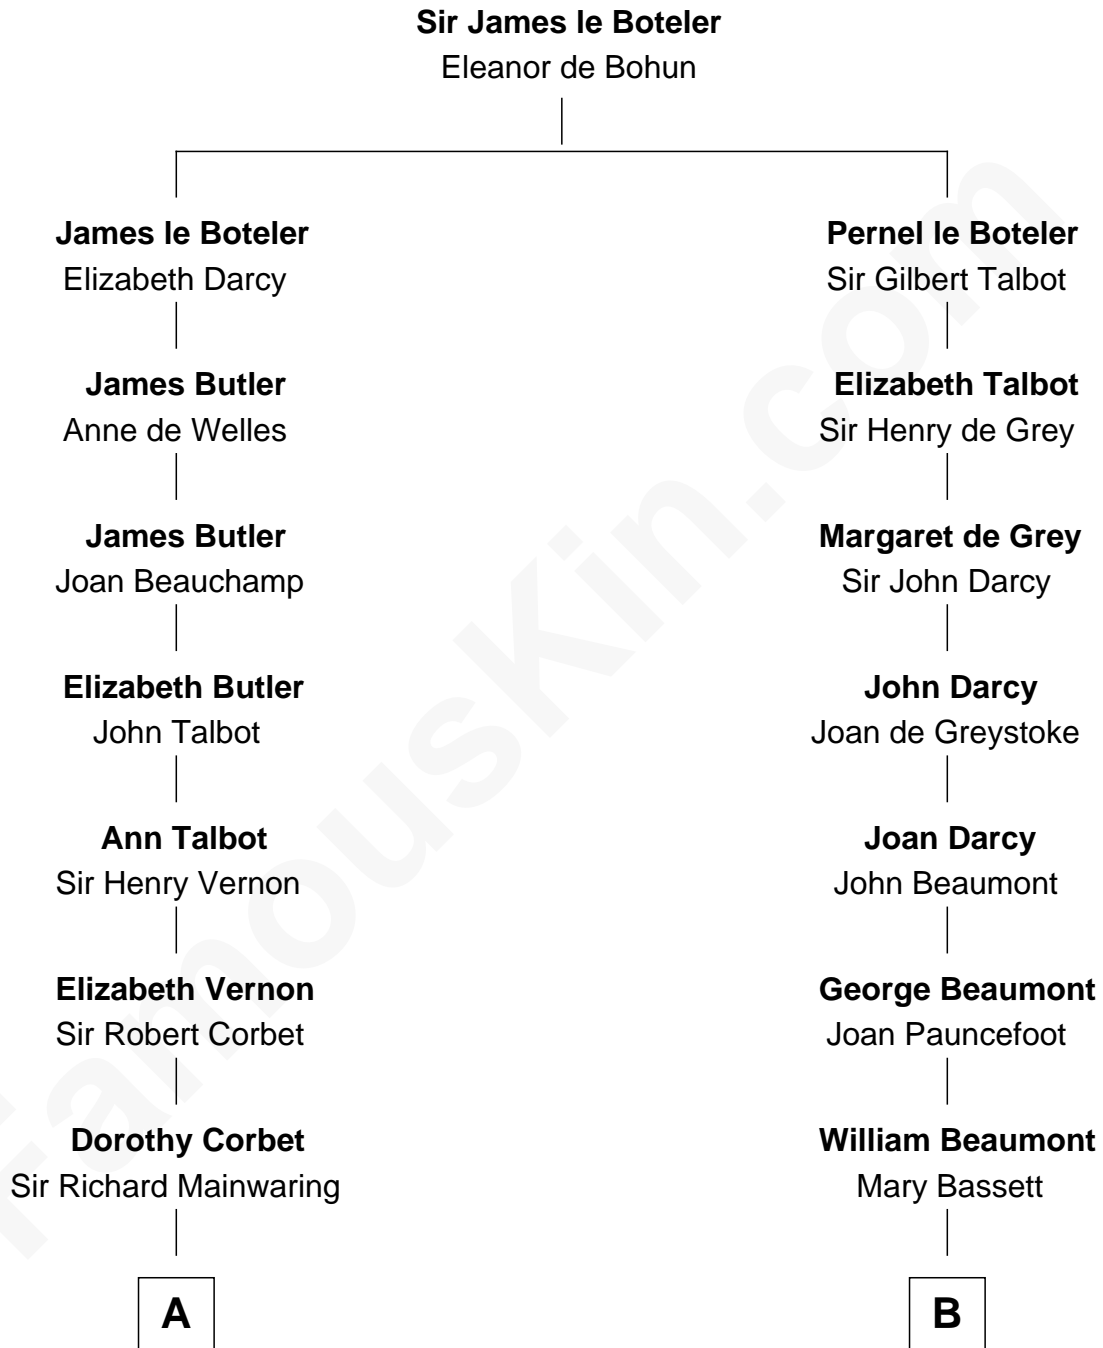 Sir James le Boteler
Eleanor de Bohun
James le Boteler
Elizabeth Darcy
James Butler
Anne de Welles
James Butler
Joan Beauchamp
Elizabeth Butler
John Talbot
Ann Talbot
Sir Henry Vernon
Elizabeth Vernon
Sir Robert Corbet
Dorothy Corbet
Sir Richard Mainwaring
A
Pernel le Boteler
Sir Gilbert Talbot
Elizabeth Talbot
Sir Henry de Grey
Margaret de Grey
Sir John Darcy
John Darcy
Joan de Greystoke
Joan Darcy
John Beaumont
George Beaumont
Joan Pauncefoot
William Beaumont
Mary Bassett
B
FamousKin.com